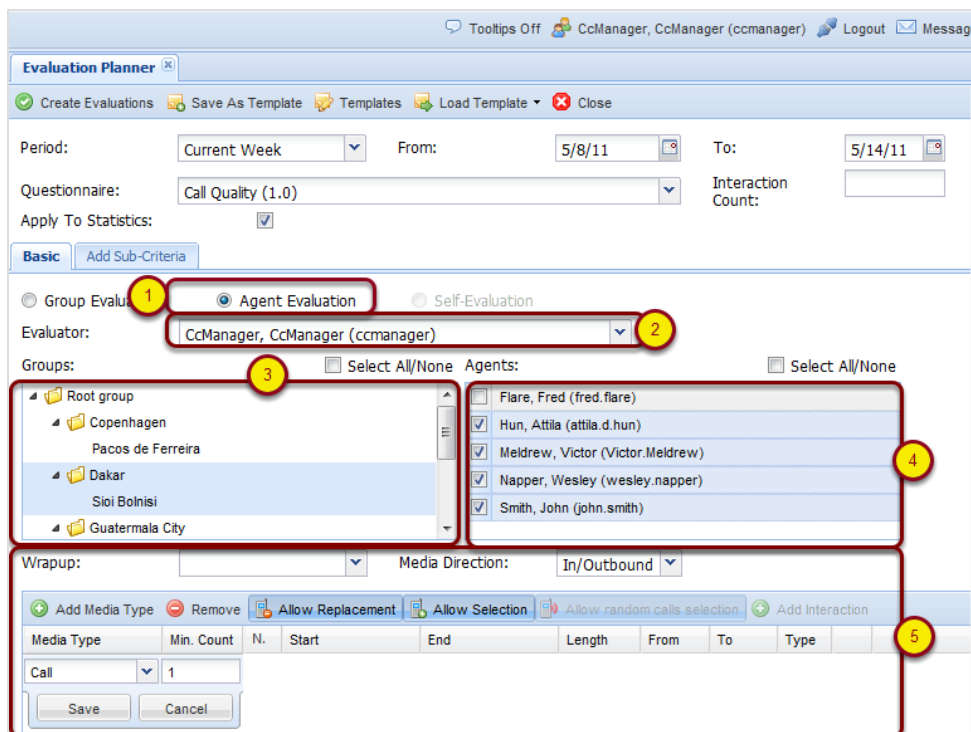 Tooltips Off CcManager, CcManager (ccmanager) Logout Messag
Evaluation Planner
Create Evaluations Save As Template Templates Load Template Close
Period: Current Week From: 5/8/11 To: 5/14/11
Questionnaire: Call Quality (1.0) Interaction Count:
Apply To Statistics:
Basic Add Sub-Criteria
Group Evalua 1 Agent Evaluation Self-Evaluation
Evaluator: CcManager, CcManager (ccmanager) 2
Groups: 3 Select All/None Agents: Select All/None
Root group Flare, Fred (fred.flare)
Copenhagen Hun, Attila (attila.d.hun)
Pacos de Ferreira Meldrew, Victor (Victor.Meldrew) 4
Dakar Napper, Wesley (wesley.napper)
Sioi Bolnisi Smith, John (john.smith)
Guatermala City
Wrapup: Media Direction: In/Outbound
Add Media Type Remove Allow Replacement Allow Selection Allow random calls selection Add Interaction
Media Type Min. Count N. Start End Length From To Type 5
Call 1
Save Cancel